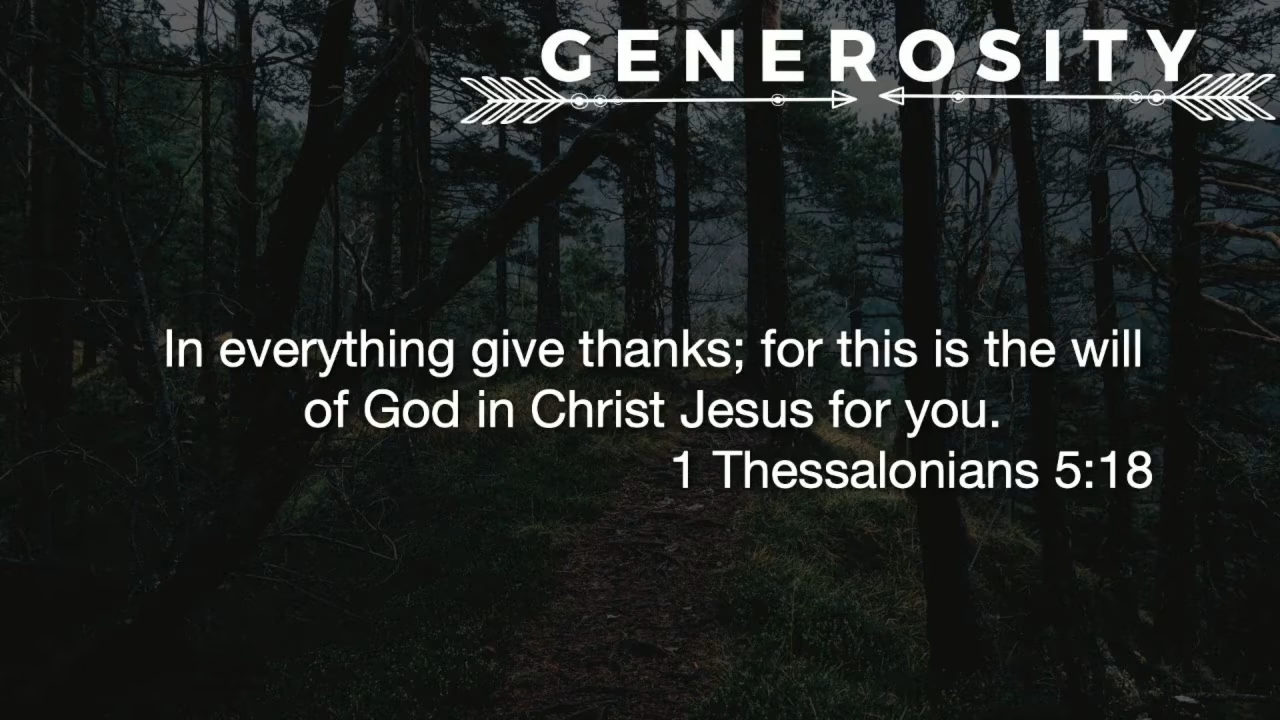 GENEROSITY
In everything give thanks; for this is the will
of God in Christ Jesus for you.
1 Thessalonians 5:18